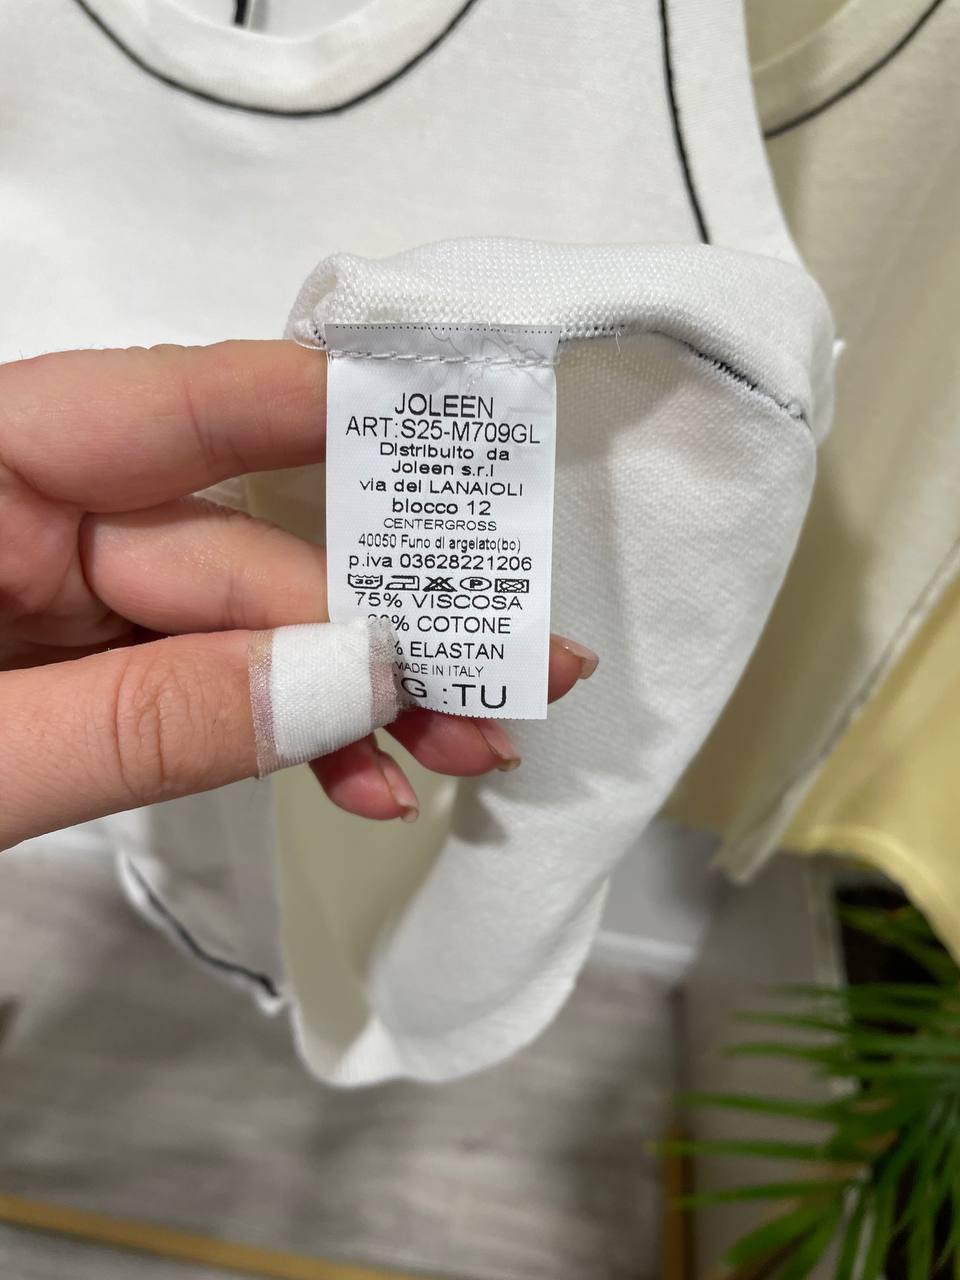 JOLEEN
ART:S25-M709GL
Distribuito da
Joleen s.r.l
via del LANAIOLI
blocco 12
CENTERGROSS
40050 Funo di argelato(bo)
p.iva 03628221206
30° P
75% VISCOSA
% COTONE
% ELASTAN
MADE IN ITALY
G :TU